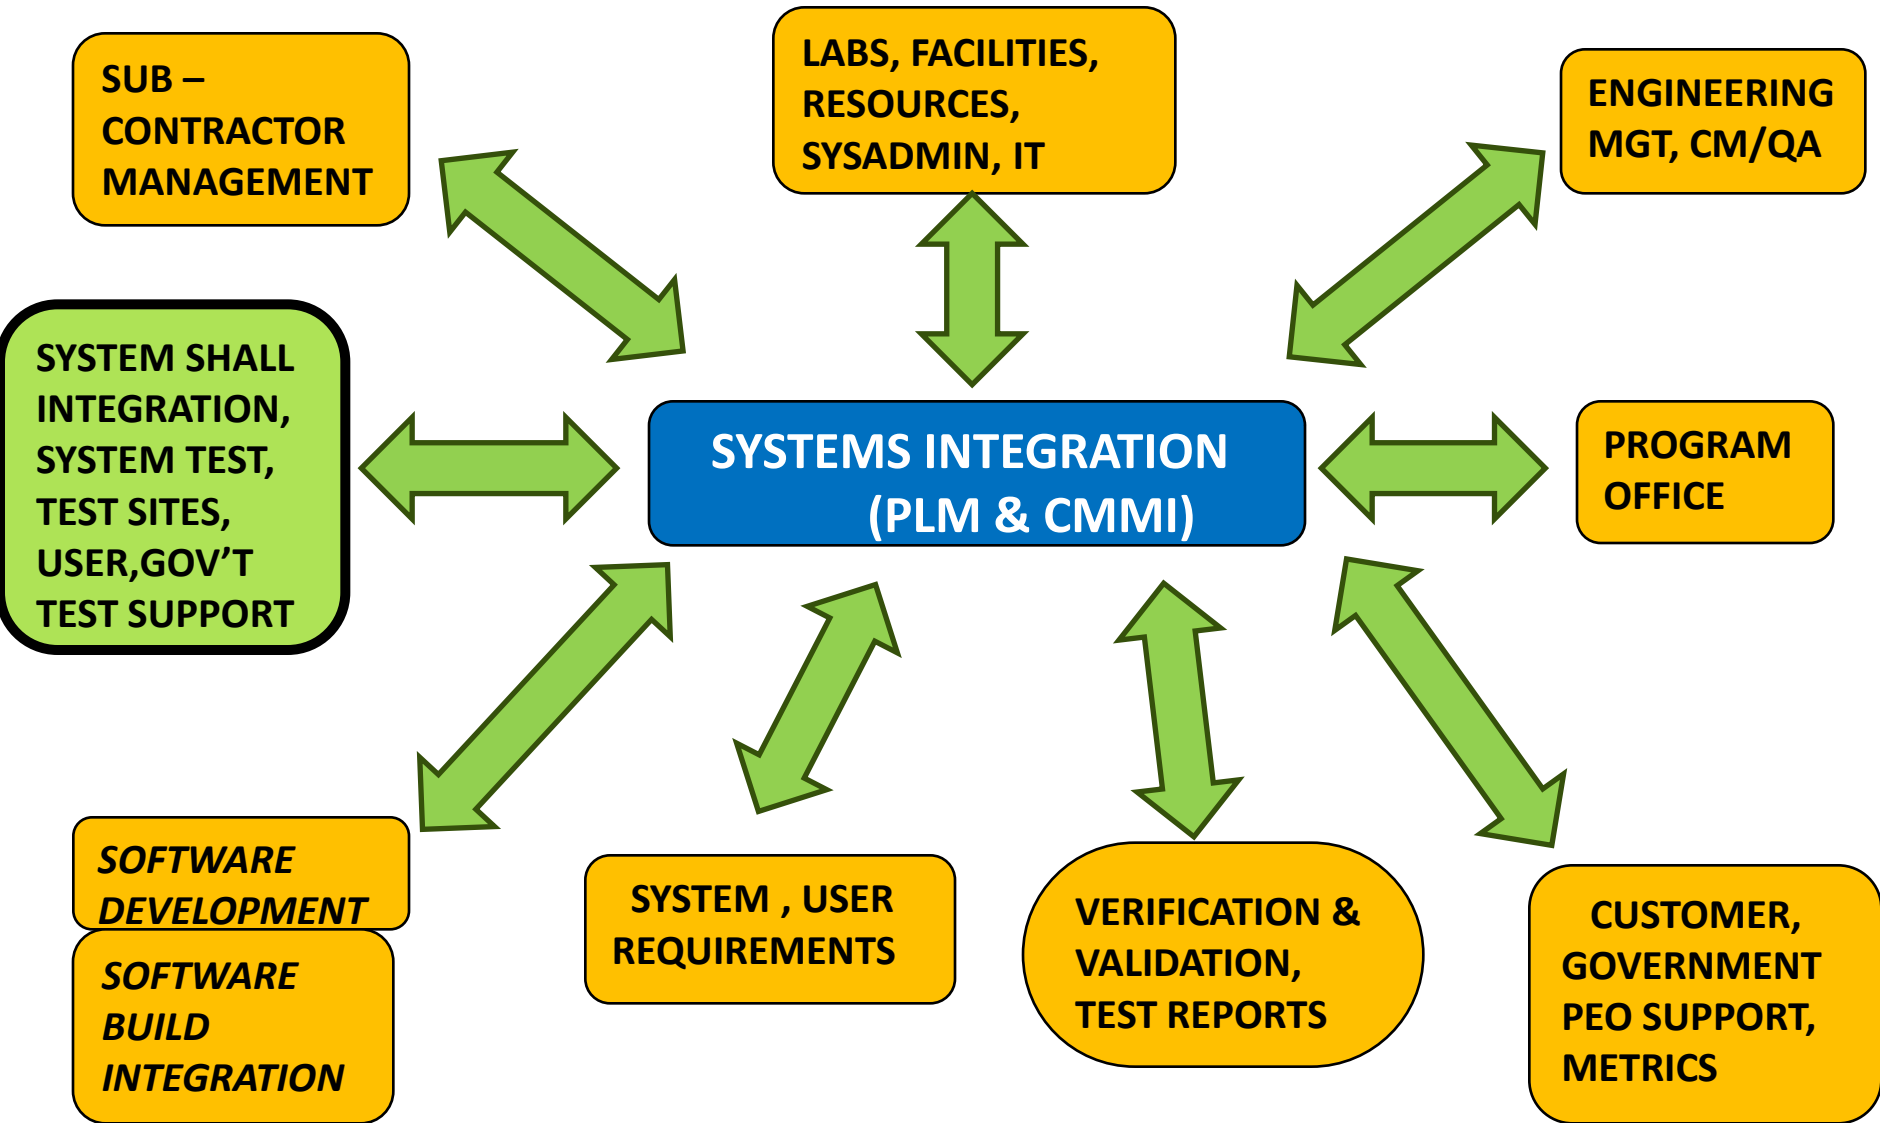 SUB –
CONTRACTOR
MANAGEMENT
LABS, FACILITIES,
RESOURCES,
SYSADMIN, IT
ENGINEERING
MGT, CM/QA
SYSTEM SHALL
INTEGRATION,
SYSTEM TEST,
TEST SITES,
USER,GOV’T
TEST SUPPORT
SYSTEMS INTEGRATION
(PLM & CMMI)
PROGRAM
OFFICE
SOFTWARE
DEVELOPMENT
SOFTWARE
BUILD
INTEGRATION
SYSTEM , USER
REQUIREMENTS
VERIFICATION &
VALIDATION,
TEST REPORTS
CUSTOMER,
GOVERNMENT
PEO SUPPORT,
METRICS